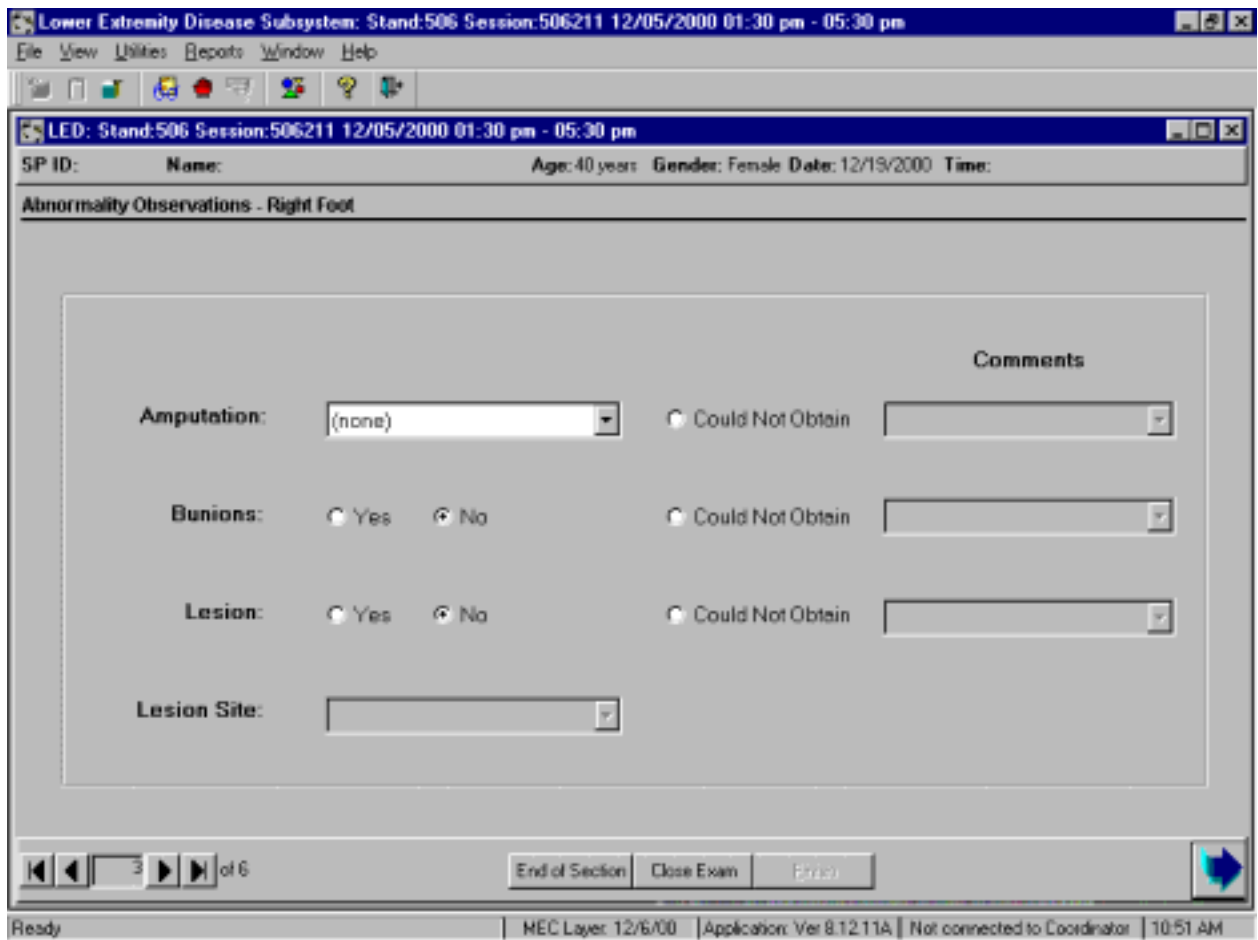 Lower Extremity Disease Subsystem: Stand:506 Session:506211 12/05/2000 01:30 pm - 05:30 pm
File View Utilities Reports Window Help
LED: Stand:506 Session:506211 12/05/2000 01:30 pm - 05:30 pm
SP ID: Name: Age: 40 years Gender: Female Date: 12/19/2000 Time:
Abnormality Observations - Right Foot
Comments
Amputation: (none) Could Not Obtain
Bunions: Yes No Could Not Obtain
Lesion: Yes No Could Not Obtain
Lesion Site:
3 of 6 End of Section Close Exam Finish
Ready MEC Layer: 12/6/00 Application: Ver 8.12.11A Not connected to Coordinator 10:51 AM